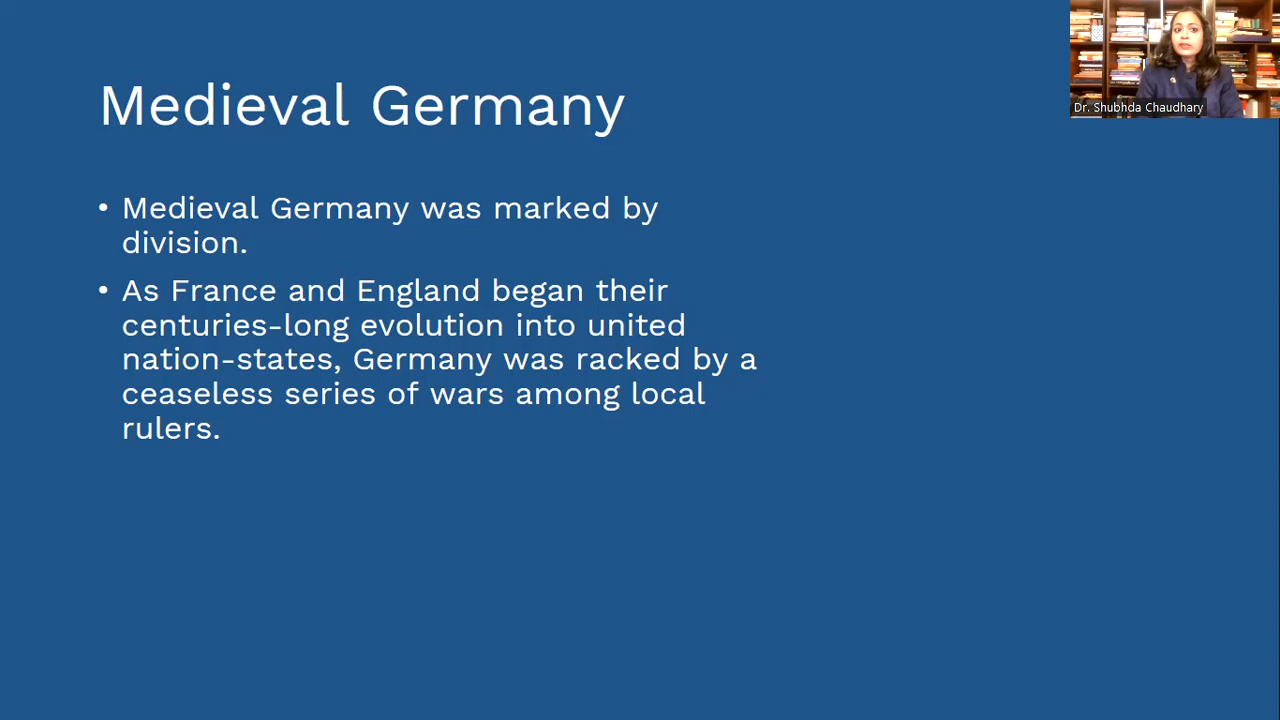 Medieval Germany
• Medieval Germany was marked by
division.
• As France and England began their
centuries-long evolution into united
nation-states, Germany was racked by a
ceaseless series of wars among local
rulers.
Dr. Shubhda Chaudhary